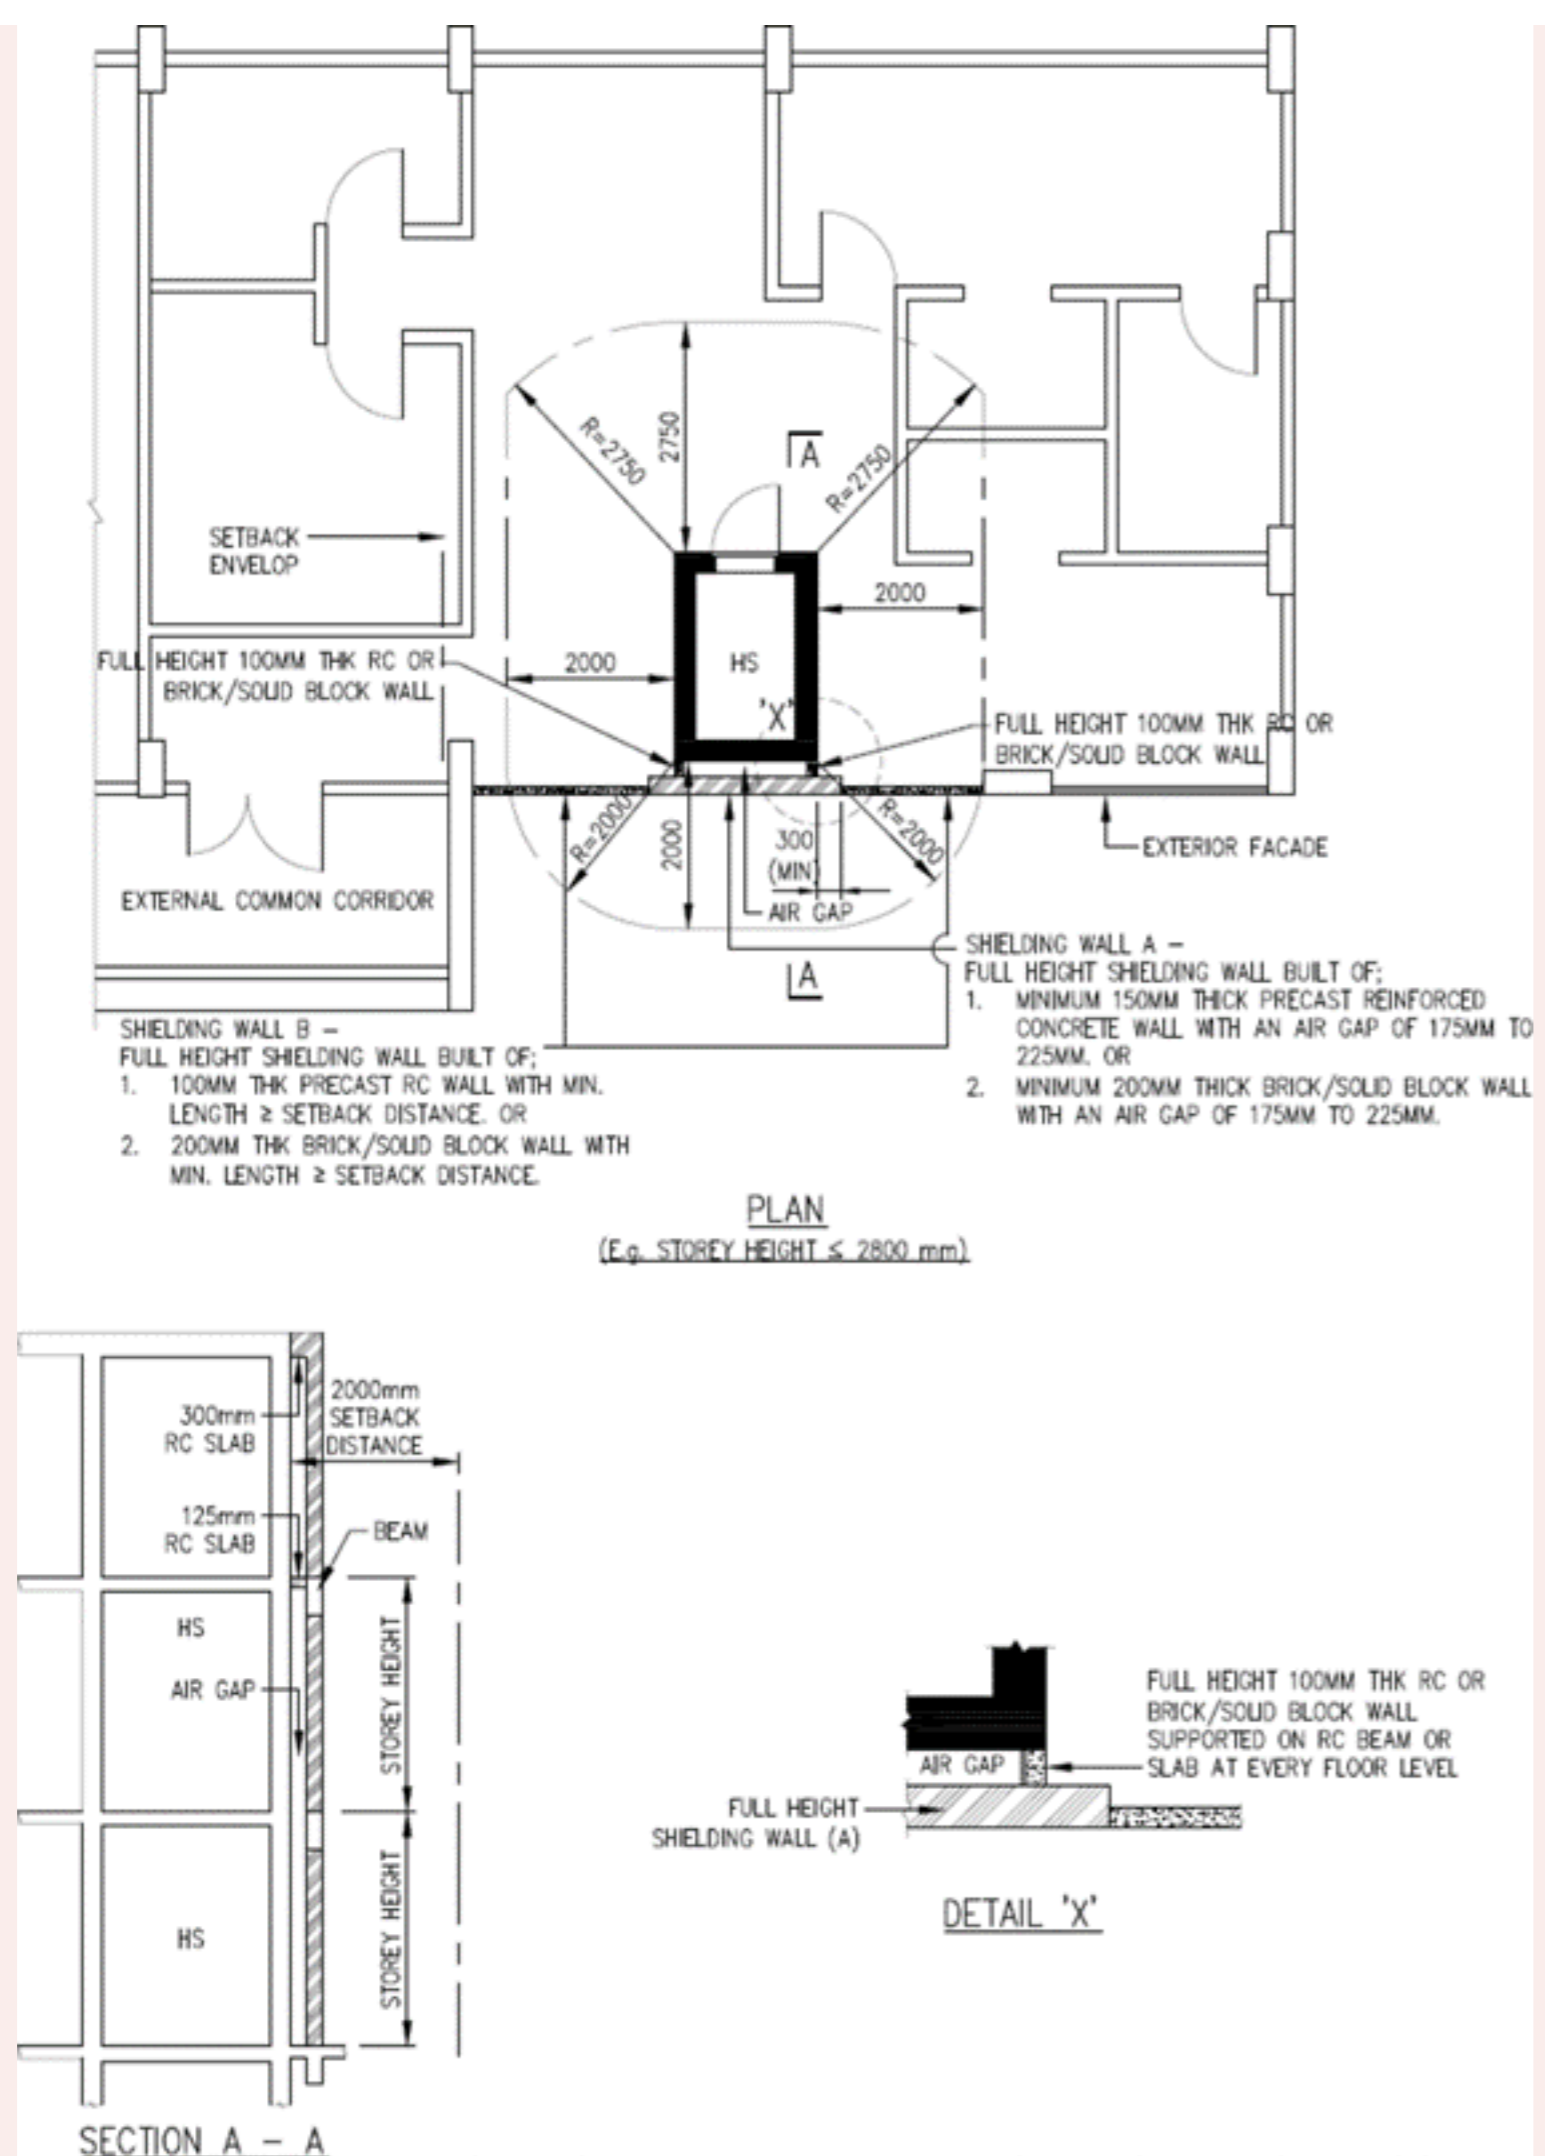 R=2750
2750
A
R=2750
SETBACK
ENVELOP
2000
FULL HEIGHT 100MM THK RC OR
BRICK/SOLID BLOCK WALL
2000
HS
'X'
FULL HEIGHT 100MM THK RC OR
BRICK/SOLID BLOCK WALL
R=2000
2000
300
(MIN)
R=2000
EXTERIOR FACADE
EXTERNAL COMMON CORRIDOR
AIR GAP
A
SHIELDING WALL A –
FULL HEIGHT SHIELDING WALL BUILT OF;
1. MINIMUM 150MM THICK PRECAST REINFORCED
CONCRETE WALL WITH AN AIR GAP OF 175MM TO
225MM. OR
2. MINIMUM 200MM THICK BRICK/SOLID BLOCK WALL
WITH AN AIR GAP OF 175MM TO 225MM.
SHIELDING WALL B –
FULL HEIGHT SHIELDING WALL BUILT OF;
1. 100MM THK PRECAST RC WALL WITH MIN.
LENGTH ≥ SETBACK DISTANCE. OR
2. 200MM THK BRICK/SOLID BLOCK WALL WITH
MIN. LENGTH ≥ SETBACK DISTANCE.
PLAN
(E.g. STOREY HEIGHT ≤ 2800 mm)
300mm
RC SLAB
2000mm
SETBACK
DISTANCE
125mm
RC SLAB
BEAM
HS
AIR GAP
STOREY HEIGHT
HS
STOREY HEIGHT
SECTION A – A
FULL HEIGHT 100MM THK RC OR
BRICK/SOLID BLOCK WALL
SUPPORTED ON RC BEAM OR
SLAB AT EVERY FLOOR LEVEL
AIR GAP
FULL HEIGHT
SHIELDING WALL (A)
DETAIL 'X'